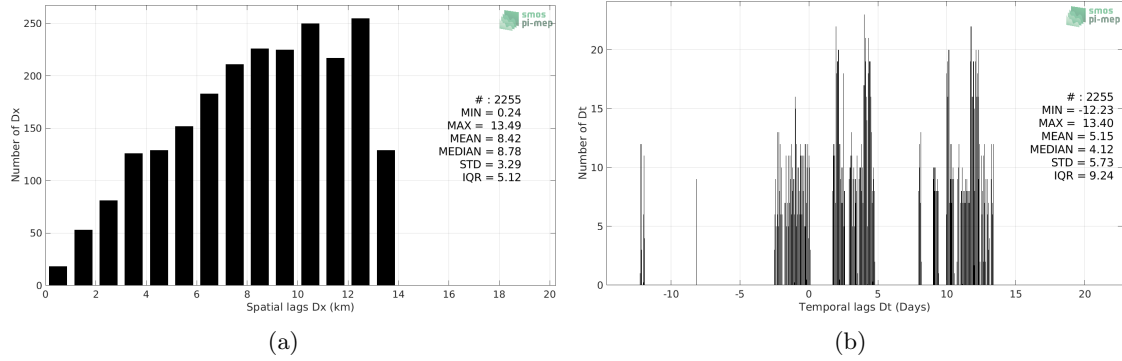 smos
pi-mep
250
200
150
100
50
0
Number of Dx
# : 2255
MIN = 0.24
MAX = 13.49
MEAN = 8.42
MEDIAN = 8.78
STD = 3.29
IQR = 5.12
0 2 4 6 8 10 12 14 16 18 20
Spatial lags Dx (km)
(a)
smos
pi-mep
20
15
10
5
0
Number of Dt
# : 2255
MIN = -12.23
MAX = 13.40
MEAN = 5.15
MEDIAN = 4.12
STD = 5.73
IQR = 9.24
-10 -5 0 5 10 15 20
Temporal lags Dt (Days)
(b)